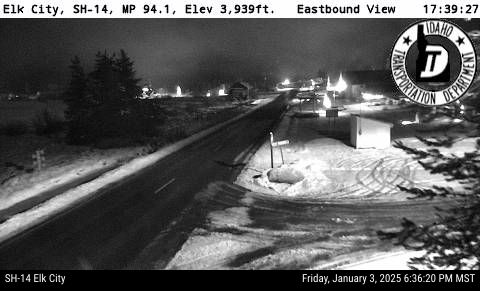 Elk City, SH-14, MP 94.1, Elev 3,939ft. Eastbound View 17:39:27
IDAHO
TRANSPORTATION DEPARTMENT
SH-14 Elk City Friday, January 3, 2025 6:36:20 PM MST